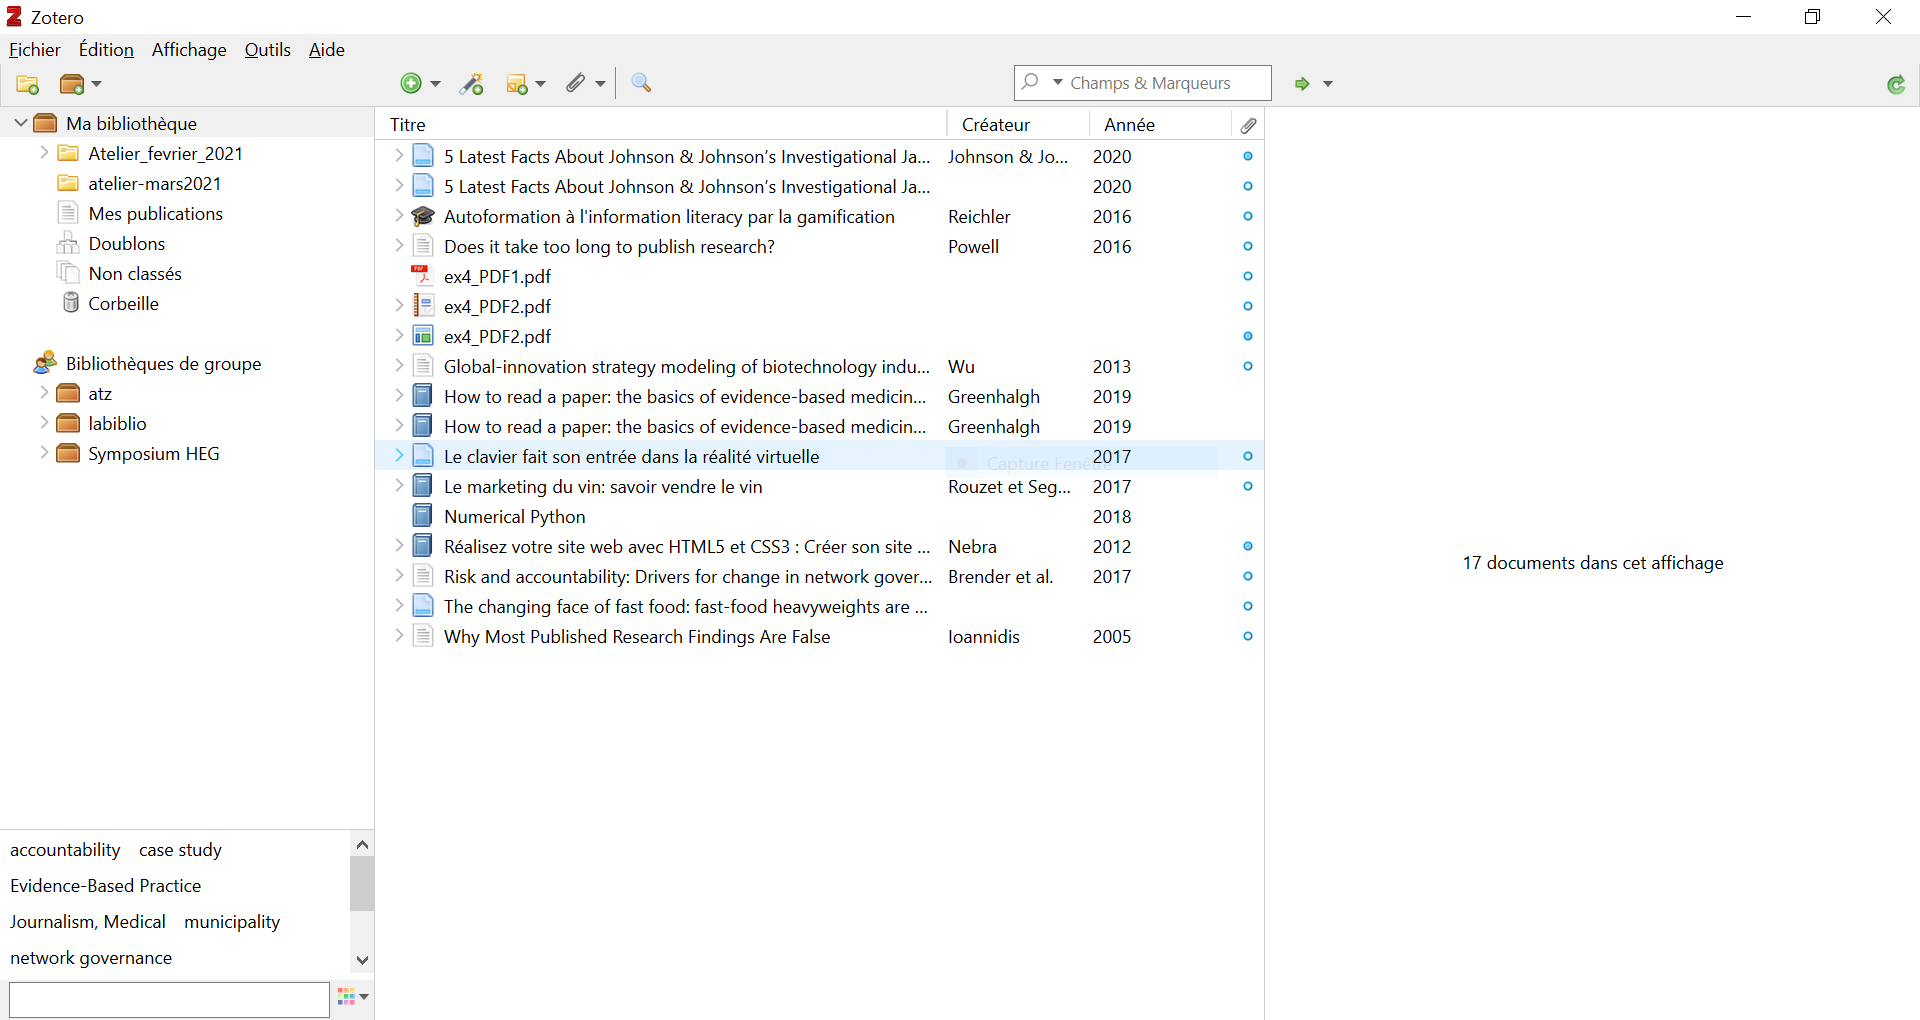 Zotero
Fichier Édition Affichage Outils Aide
Champs & Marqueurs
Ma bibliothèque
Atelier_fevrier_2021
atelier-mars2021
Mes publications
Doublons
Non classés
Corbeille
Bibliothèques de groupe
atz
labiblio
Symposium HEG
Titre Créateur Année
5 Latest Facts About Johnson & Johnson's Investigational Ja... Johnson & Jo... 2020
5 Latest Facts About Johnson & Johnson's Investigational Ja... 2020
Autoformation à l'information literacy par la gamification Reichler 2016
Does it take too long to publish research? Powell 2016
ex4_PDF1.pdf
ex4_PDF2.pdf
ex4_PDF2.pdf
Global-innovation strategy modeling of biotechnology indu... Wu 2013
How to read a paper: the basics of evidence-based medicin... Greenhalgh 2019
How to read a paper: the basics of evidence-based medicin... Greenhalgh 2019
Le clavier fait son entrée dans la réalité virtuelle Capture 2017
Le marketing du vin: savoir vendre le vin Rouzet et Seg... 2017
Numerical Python 2018
Réalisez votre site web avec HTML5 et CSS3 : Créer son site ... Nebra 2012
Risk and accountability: Drivers for change in network gover... Brender et al. 2017
The changing face of fast food: fast-food heavyweights are ...
Why Most Published Research Findings Are False Ioannidis 2005
17 documents dans cet affichage
accountability case study
Evidence-Based Practice
Journalism, Medical municipality
network governance